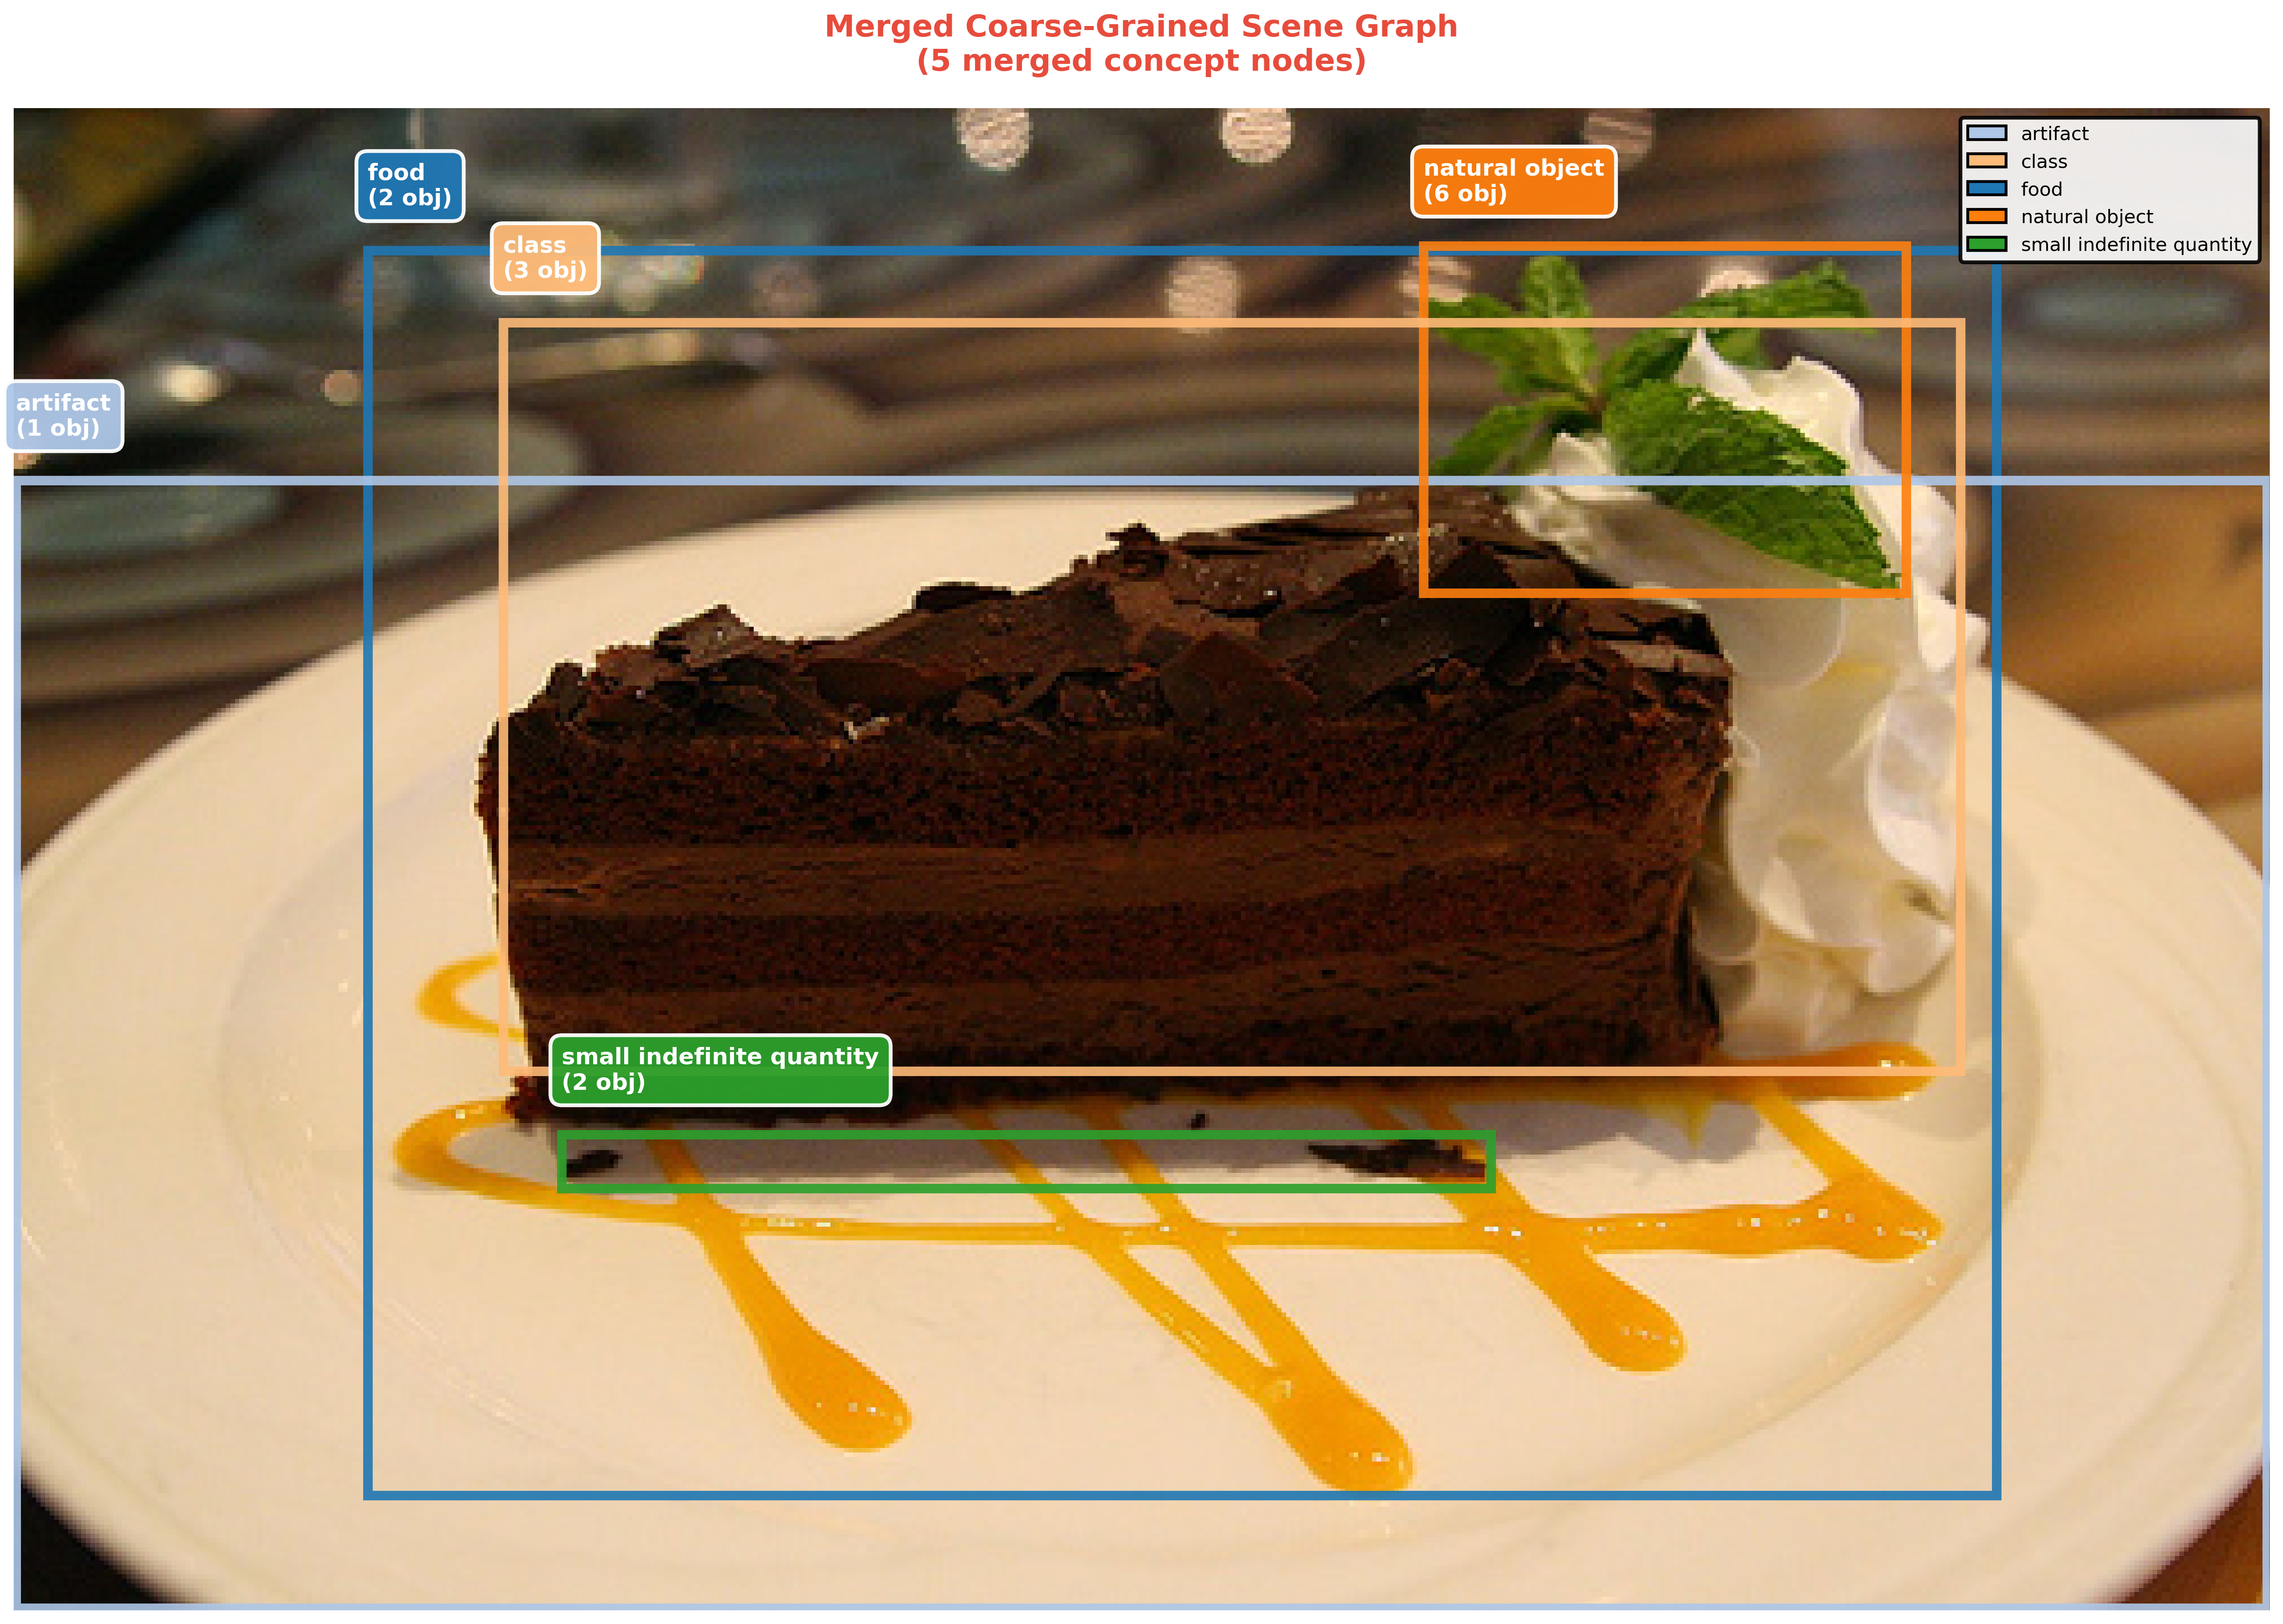 Merged Coarse-Grained Scene Graph
(5 merged concept nodes)
artifact
class
food
natural object
small indefinite quantity
food
(2 obj)
natural object
(6 obj)
class
(3 obj)
artifact
(1 obj)
small indefinite quantity
(2 obj)